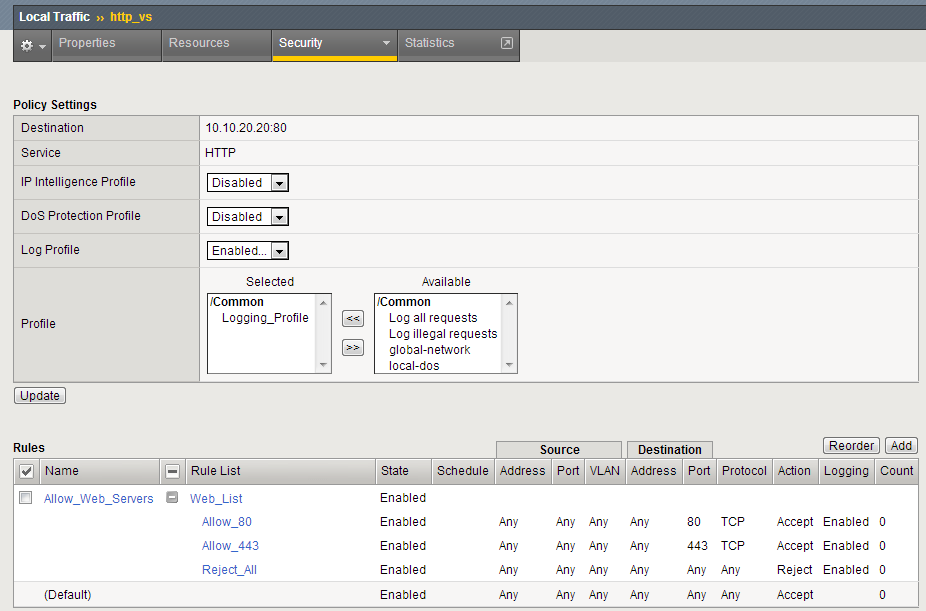 Local Traffic ›› http_vs
Properties Resources Security Statistics
Policy Settings
Destination 10.10.20.20:80
Service HTTP
IP Intelligence Profile Disabled
DoS Protection Profile Disabled
Log Profile Enabled...
Selected Available
Profile
/Common /Common
Logging_Profile << Log all requests
Log illegal requests
>> global-network
local-dos
Update
Rules Source Destination Reorder Add
Name Rule List State Schedule Address Port VLAN Address Port Protocol Action Logging Count
Allow_Web_Servers Web_List Enabled
Allow_80 Enabled Any Any Any Any 80 TCP Accept Enabled 0
Allow_443 Enabled Any Any Any Any 443 TCP Accept Enabled 0
Reject_All Enabled Any Any Any Any Any Any Reject Enabled 0
(Default) Enabled Any Any Any Any Any Any Accept 0